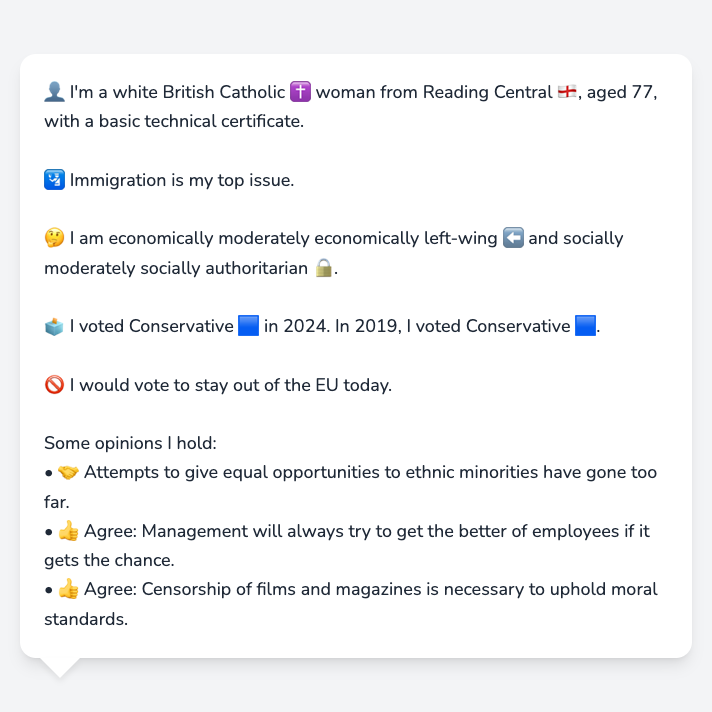 👤 I'm a white British Catholic ✝️ woman from Reading Central 🏴󠁧󠁢󠁥󠁮󠁧󠁿, aged 77,
with a basic technical certificate.
🛂 Immigration is my top issue.
🤔 I am economically moderately economically left-wing ⬅️ and socially
moderately socially authoritarian 🔒.
🗳️ I voted Conservative 🟦 in 2024. In 2019, I voted Conservative 🟦.
🚫 I would vote to stay out of the EU today.
Some opinions I hold:
• 🤝 Attempts to give equal opportunities to ethnic minorities have gone too
far.
• 👍 Agree: Management will always try to get the better of employees if it
gets the chance.
• 👍 Agree: Censorship of films and magazines is necessary to uphold moral
standards.